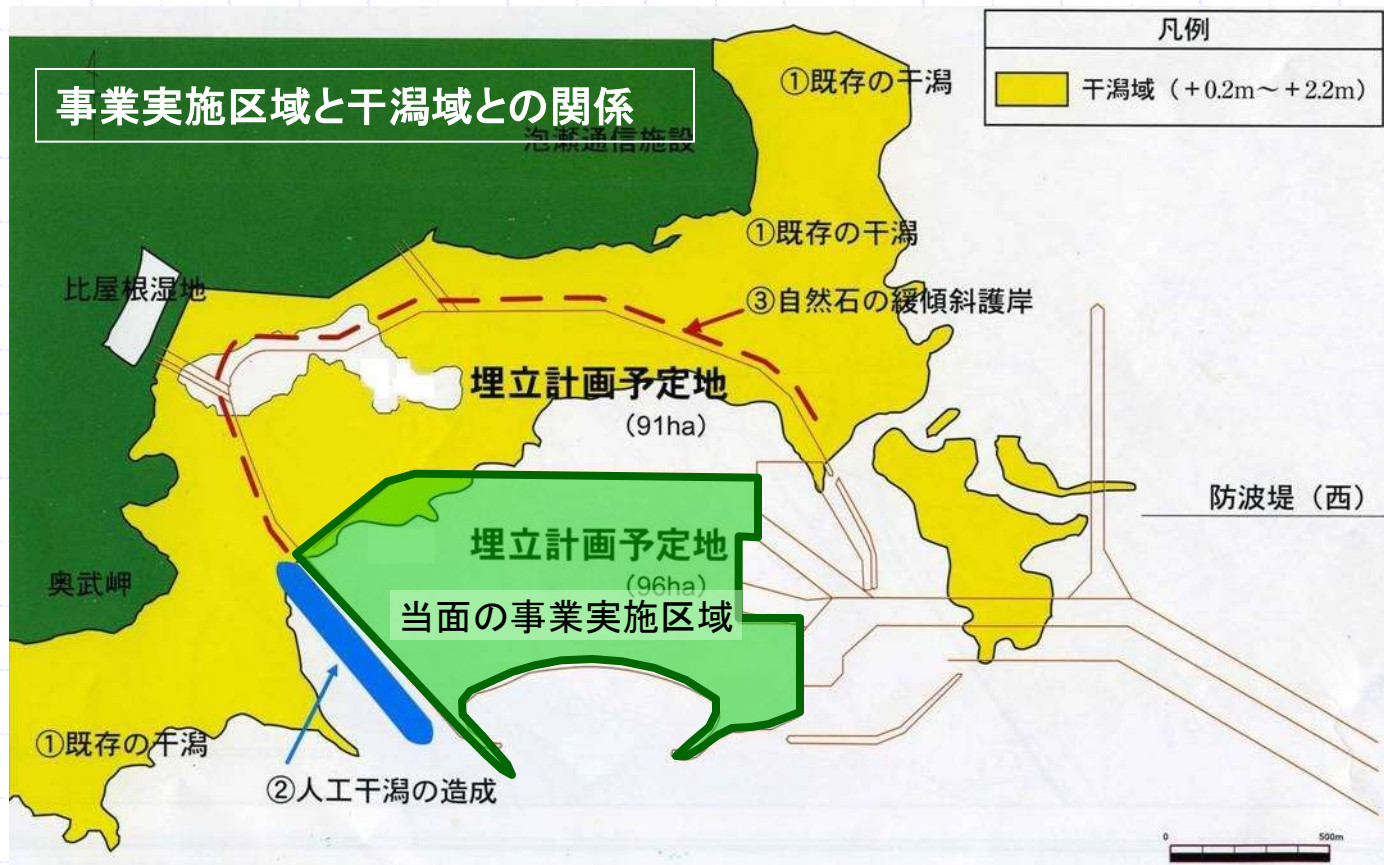 凡例
干潟域（＋0.2m～＋2.2m）
事業実施区域と干潟域との関係
①既存の干潟
泡瀬通信施設
①既存の干潟
比屋根湿地
③自然石の緩傾斜護岸
埋立計画予定地
（91ha）
防波堤（西）
埋立計画予定地
（96ha）
奥武岬
当面の事業実施区域
①既存の干潟
②人工干潟の造成
0 500m